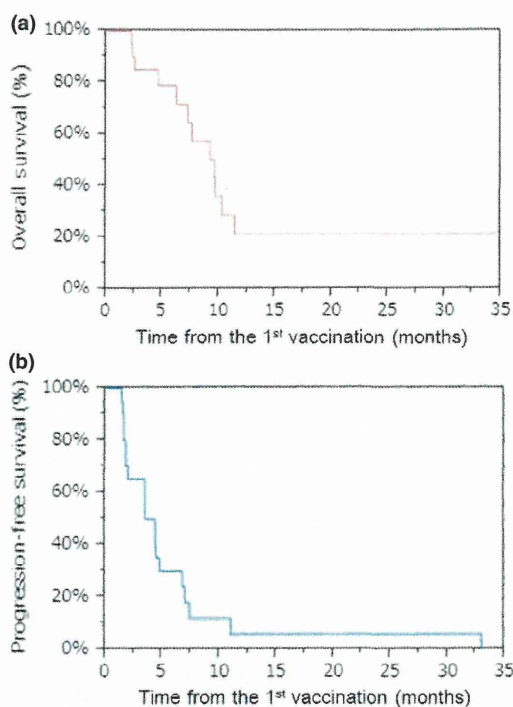 (a)
100%
80%
60%
40%
20%
0%
Overall survival (%)
0 5 10 15 20 25 30 35
Time from the 1st vaccination (months)
(b)
100%
80%
60%
40%
20%
0%
Progression-free survival (%)
0 5 10 15 20 25 30 35
Time from the 1st vaccination (months)